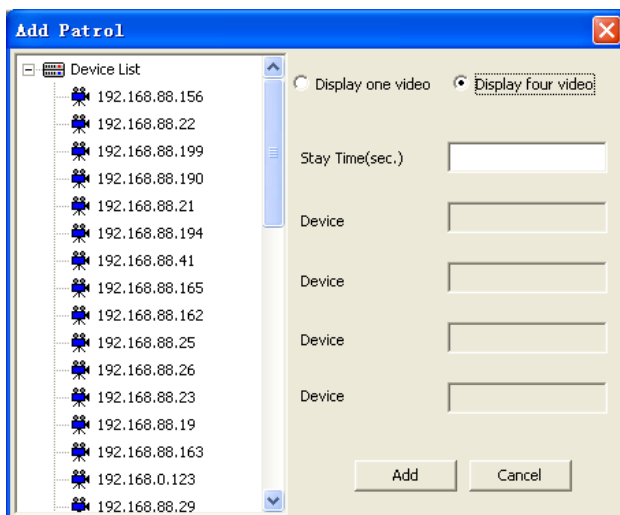 Add Patrol
Device List
192.168.88.156
192.168.88.22
192.168.88.199
192.168.88.190
192.168.88.21
192.168.88.194
192.168.88.41
192.168.88.165
192.168.88.162
192.168.88.25
192.168.88.26
192.168.88.23
192.168.88.19
192.168.88.163
192.168.0.123
192.168.88.29
Display one video
Display four video
Stay Time(sec.)
Device
Device
Device
Device
Add
Cancel